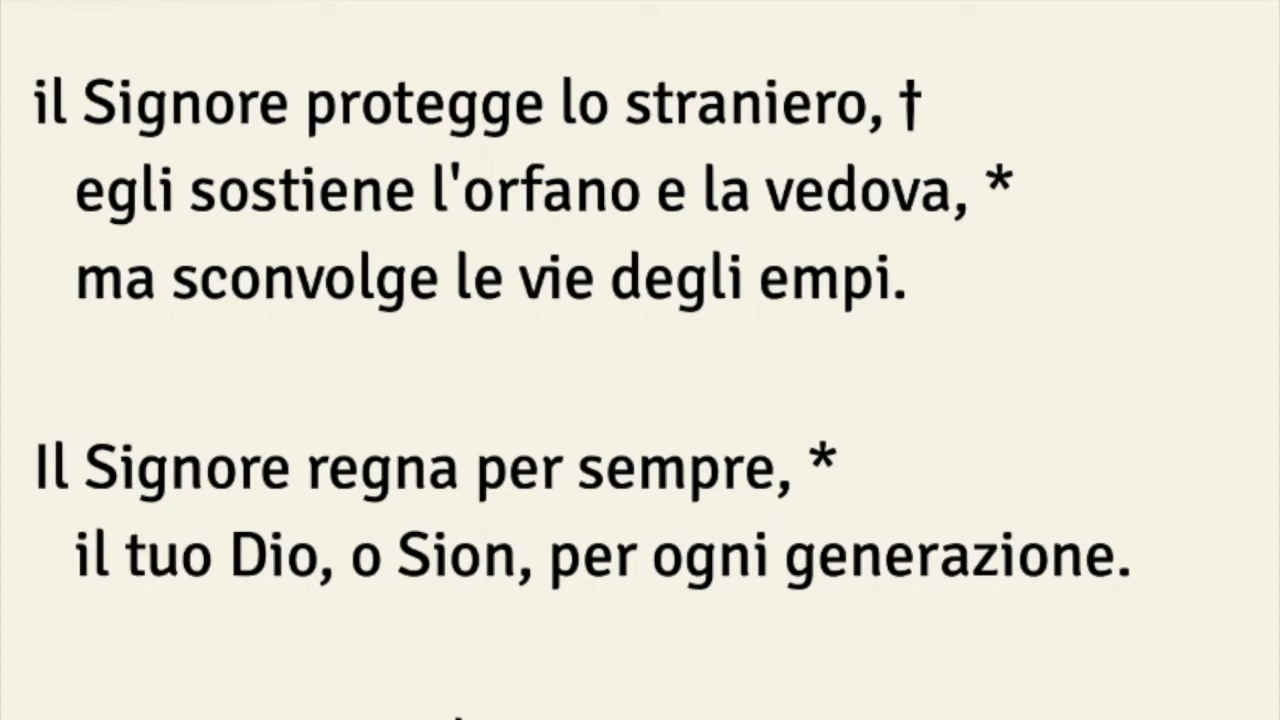 il Signore protegge lo straniero, †
egli sostiene l'orfano e la vedova, *
ma sconvolge le vie degli empi.
Il Signore regna per sempre, *
il tuo Dio, o Sion, per ogni generazione.